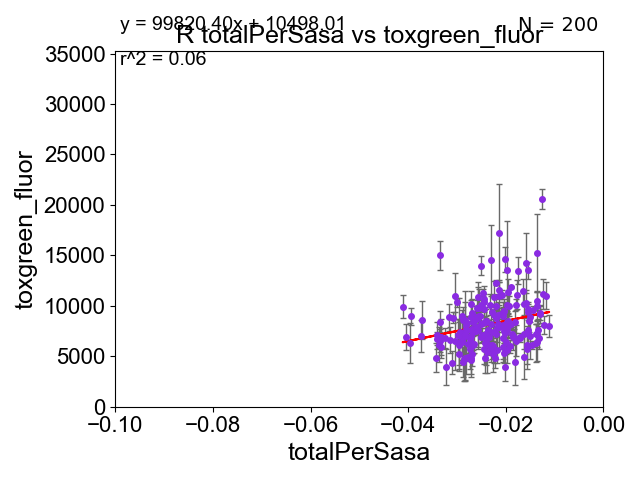 y = 99820.40x + 10498.01
N = 200
R totalPerSasa vs toxgreen_fluor
r^2 = 0.06
35000
30000
25000
20000
15000
10000
5000
0
toxgreen_fluor
−0.10 −0.08 −0.06 −0.04 −0.02 0.00
totalPerSasa